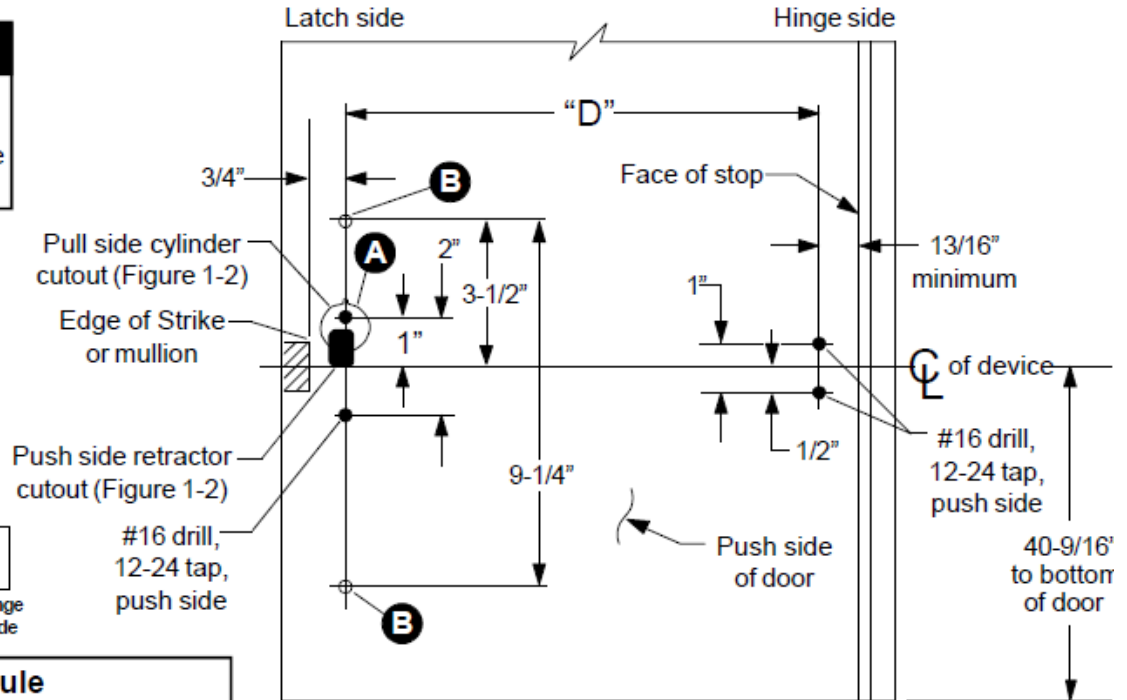 Latch side
Hinge side
“D”
3/4”
B
Face of stop
Pull side cylinder
cutout (Figure 1-2)
A
2”
3-1/2”
13/16”
minimum
1”
Edge of Strike
or mullion
1”
C
L
of device
Push side retractor
cutout (Figure 1-2)
9-1/4”
1/2”
#16 drill,
12-24 tap,
push side
#16 drill,
12-24 tap,
push side
Push side
of door
40-9/16”
to bottom
of door
B